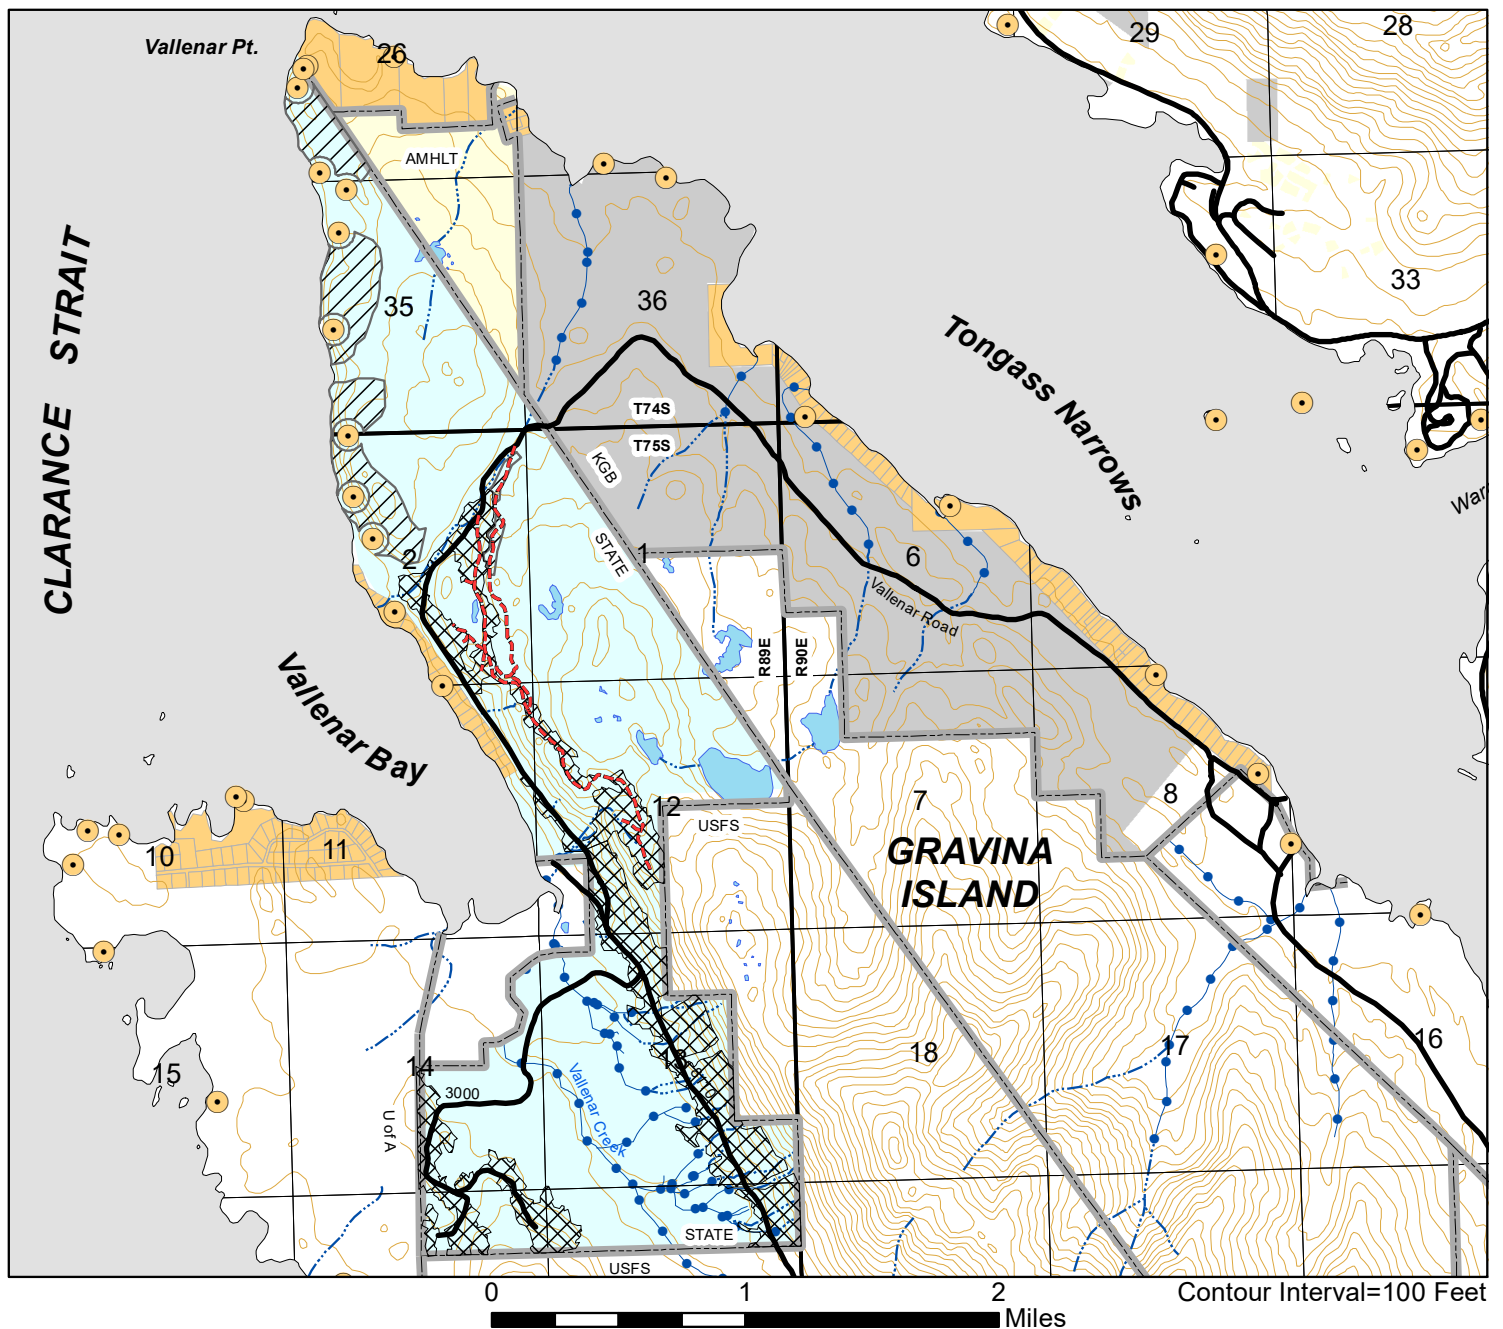 Vallenar Pt.
26
29
28
AMHLT
CLARANCE STRAIT
35
36
33
Tongass Narrows
T74S
T75S
KGB
STATE
1
2
6
Vallenar Road
R89E
R90E
Vallenar Bay
12
USFS
7
8
GRAVINA
ISLAND
10
11
14
15
3000
U of A
Vallenar Creek
18
17
16
STATE
USFS
0
1
2
Miles
Contour Interval=100 Feet